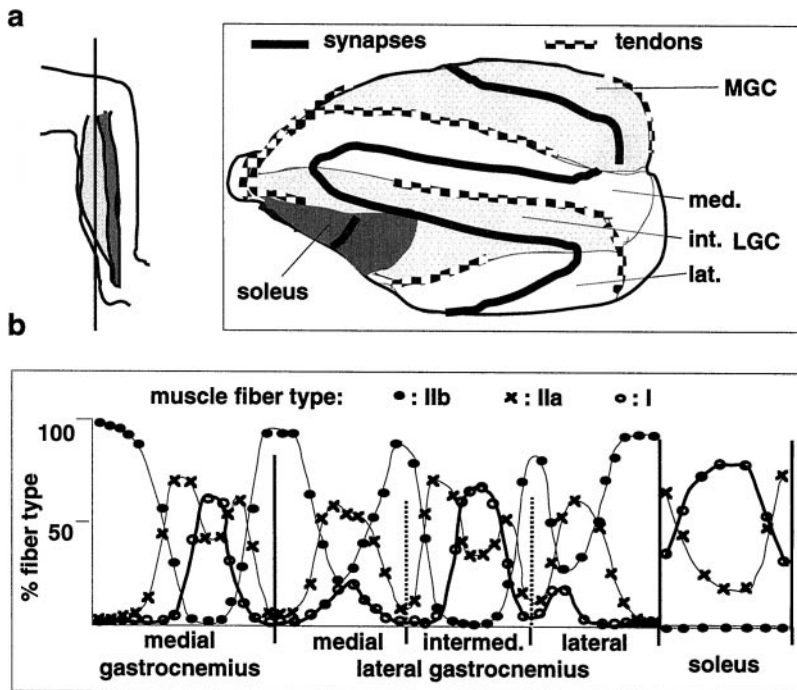 a
synapses tendons
MGC
med.
int. LGC
lat.
soleus
b
muscle fiber type: : IIb : IIa : I
100
50
% fiber type
medial medial intermed. lateral
gastrocnemius lateral gastrocnemius soleus